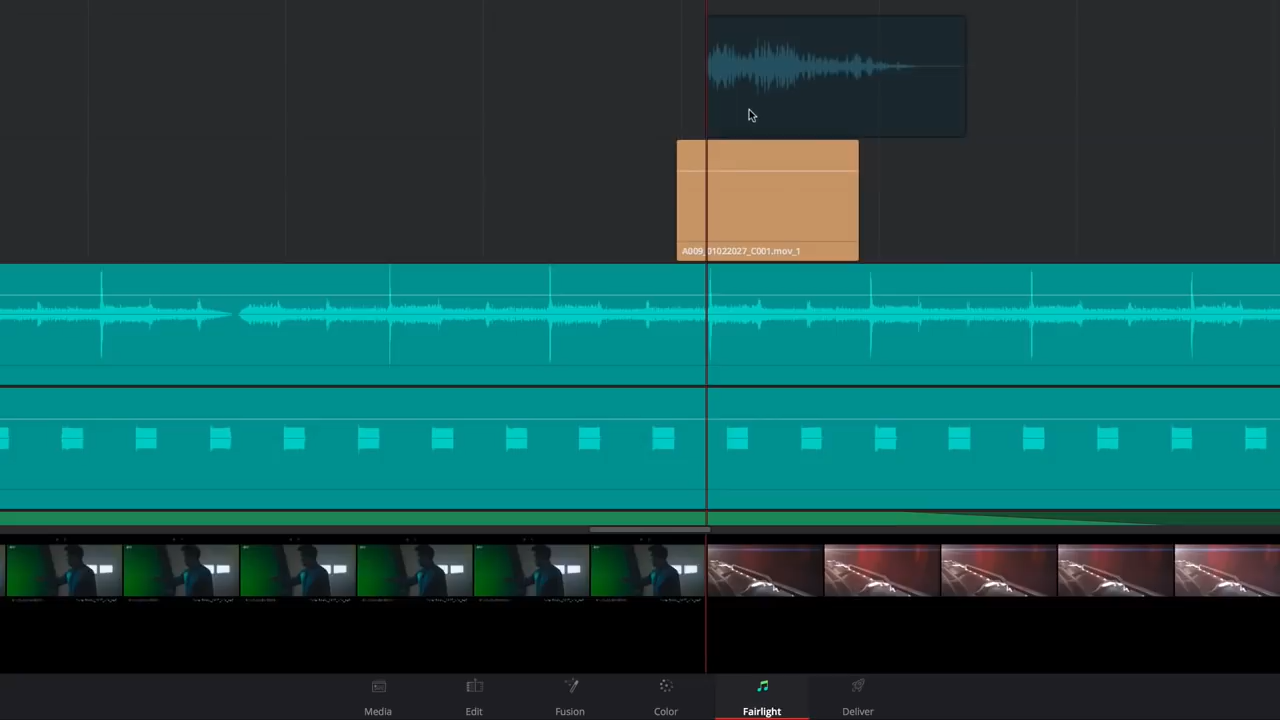 A009_01022027_C001.mov_1
Media
Edit
Fusion
Color
Fairlight
Deliver